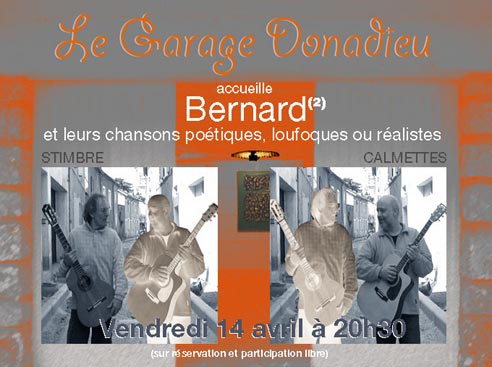 Le Garage Donadieu
accueille
Bernard(2)
et leurs chansons poétiques, loufoques ou réalistes
STIMBRE CALMETTES
Vendredi 14 avril à 20h30
(sur réservation et participation libre)